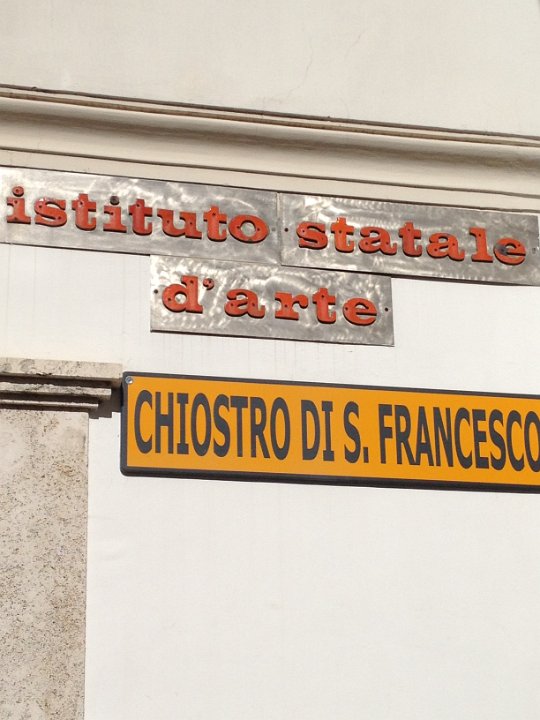 istituto statale
d'arte
CHIOSTRO DI S. FRANCESCO